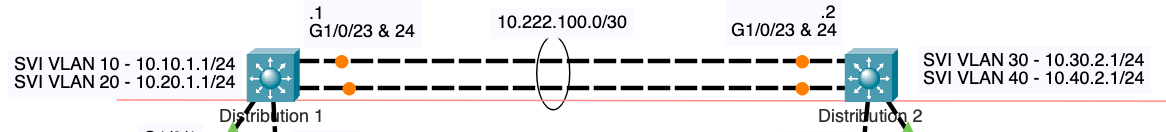 .1
G1/0/23 & 24
10.222.100.0/30
.2
G1/0/23 & 24
SVI VLAN 10 - 10.10.1.1/24
SVI VLAN 20 - 10.20.1.1/24
SVI VLAN 30 - 10.30.2.1/24
SVI VLAN 40 - 10.40.2.1/24
Distribution 1
Distribution 2